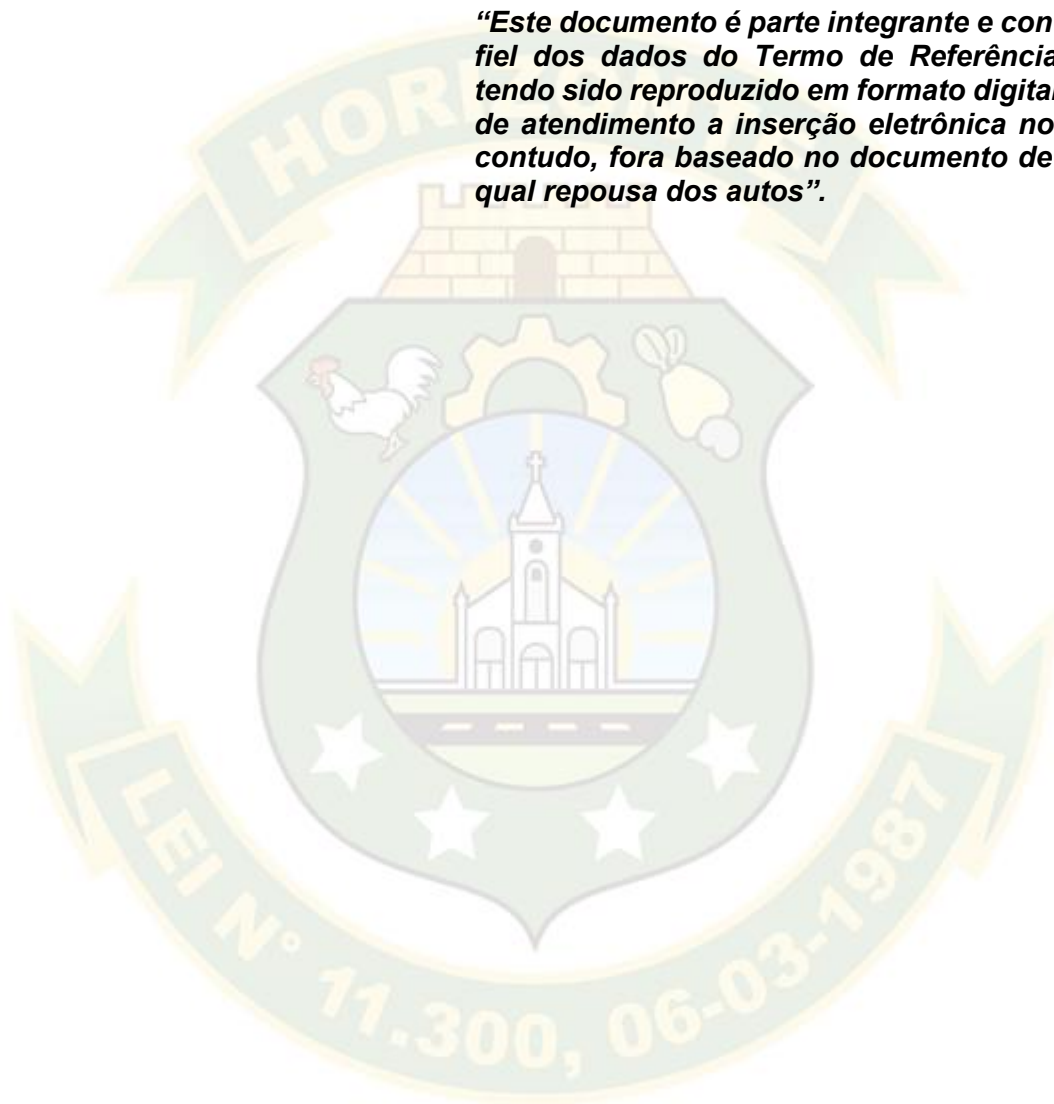 “Este documento é parte integrante e con
fiel dos dados do Termo de Referência
tendo sido reproduzido em formato digital
de atendimento a inserção eletrônica no
contudo, fora baseado no documento de
qual repousa dos autos”.
HORIZONTE
LEI N° 11.300, 06-03-1987